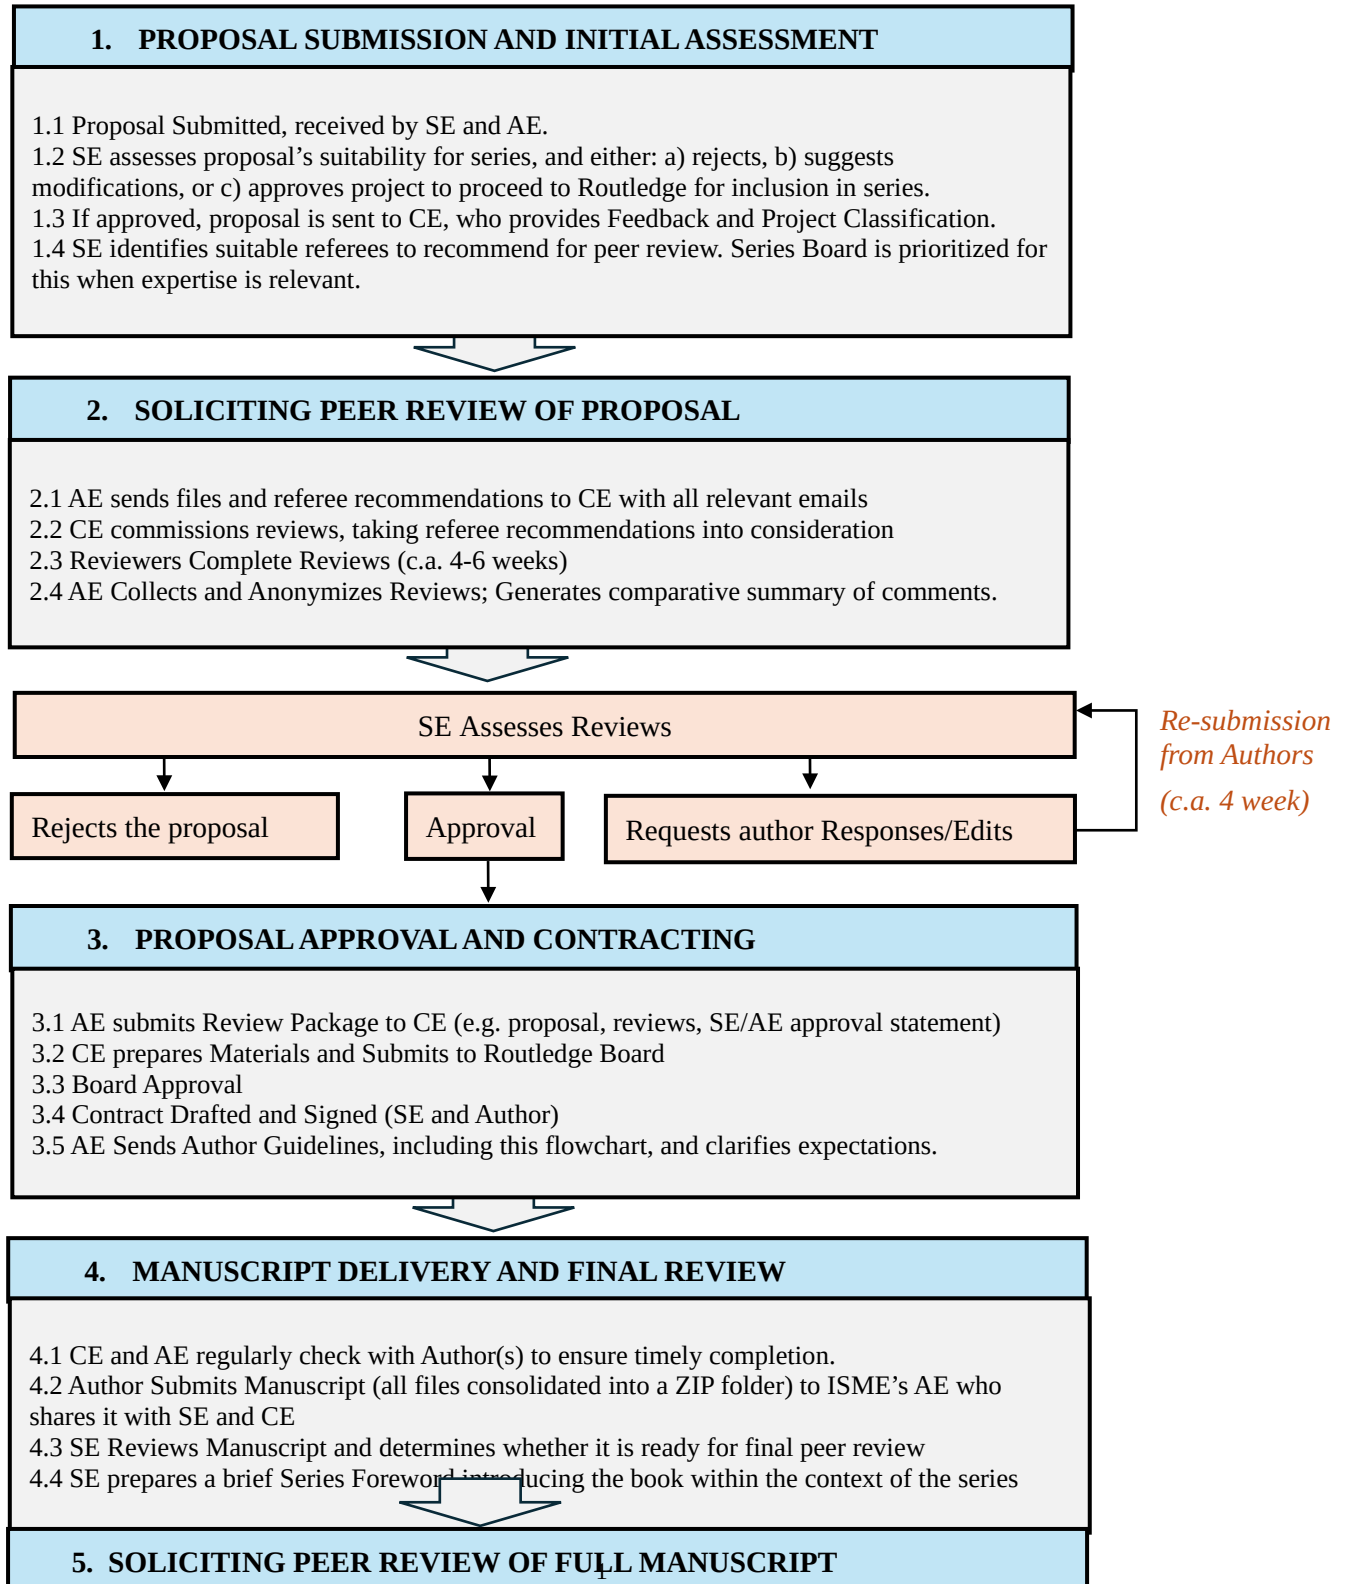 1. PROPOSAL SUBMISSION AND INITIAL ASSESSMENT
1.1 Proposal Submitted, received by SE and AE.
1.2 SE assesses proposal’s suitability for series, and either: a) rejects, b) suggests
modifications, or c) approves project to proceed to Routledge for inclusion in series.
1.3 If approved, proposal is sent to CE, who provides Feedback and Project Classification.
1.4 SE identifies suitable referees to recommend for peer review. Series Board is prioritized for
this when expertise is relevant.
2. SOLICITING PEER REVIEW OF PROPOSAL
2.1 AE sends files and referee recommendations to CE with all relevant emails
2.2 CE commissions reviews, taking referee recommendations into consideration
2.3 Reviewers Complete Reviews (c.a. 4-6 weeks)
2.4 AE Collects and Anonymizes Reviews; Generates comparative summary of comments.
SE Assesses Reviews
Re-submission
from Authors
(c.a. 4 week)
Rejects the proposal
Approval
Requests author Responses/Edits
3. PROPOSAL APPROVAL AND CONTRACTING
3.1 AE submits Review Package to CE (e.g. proposal, reviews, SE/AE approval statement)
3.2 CE prepares Materials and Submits to Routledge Board
3.3 Board Approval
3.4 Contract Drafted and Signed (SE and Author)
3.5 AE Sends Author Guidelines, including this flowchart, and clarifies expectations.
4. MANUSCRIPT DELIVERY AND FINAL REVIEW
4.1 CE and AE regularly check with Author(s) to ensure timely completion.
4.2 Author Submits Manuscript (all files consolidated into a ZIP folder) to ISME’s AE who
shares it with SE and CE
4.3 SE Reviews Manuscript and determines whether it is ready for final peer review
4.4 SE prepares a brief Series Foreword introducing the book within the context of the series
5. SOLICITING PEER REVIEW OF FULL MANUSCRIPT
1